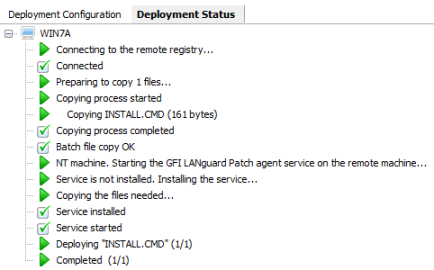 Deployment Configuration Deployment Status
WIN7A
Connecting to the remote registry...
Connected
Preparing to copy 1 files...
Copying process started
Copying INSTALL.CMD (161 bytes)
Copying process completed
Batch file copy OK
NT machine. Starting the GFI LANguard Patch agent service on the remote machine...
Service is not installed. Installing the service...
Copying the files needed...
Service installed
Service started
Deploying "INSTALL.CMD" (1/1)
Completed (1/1)